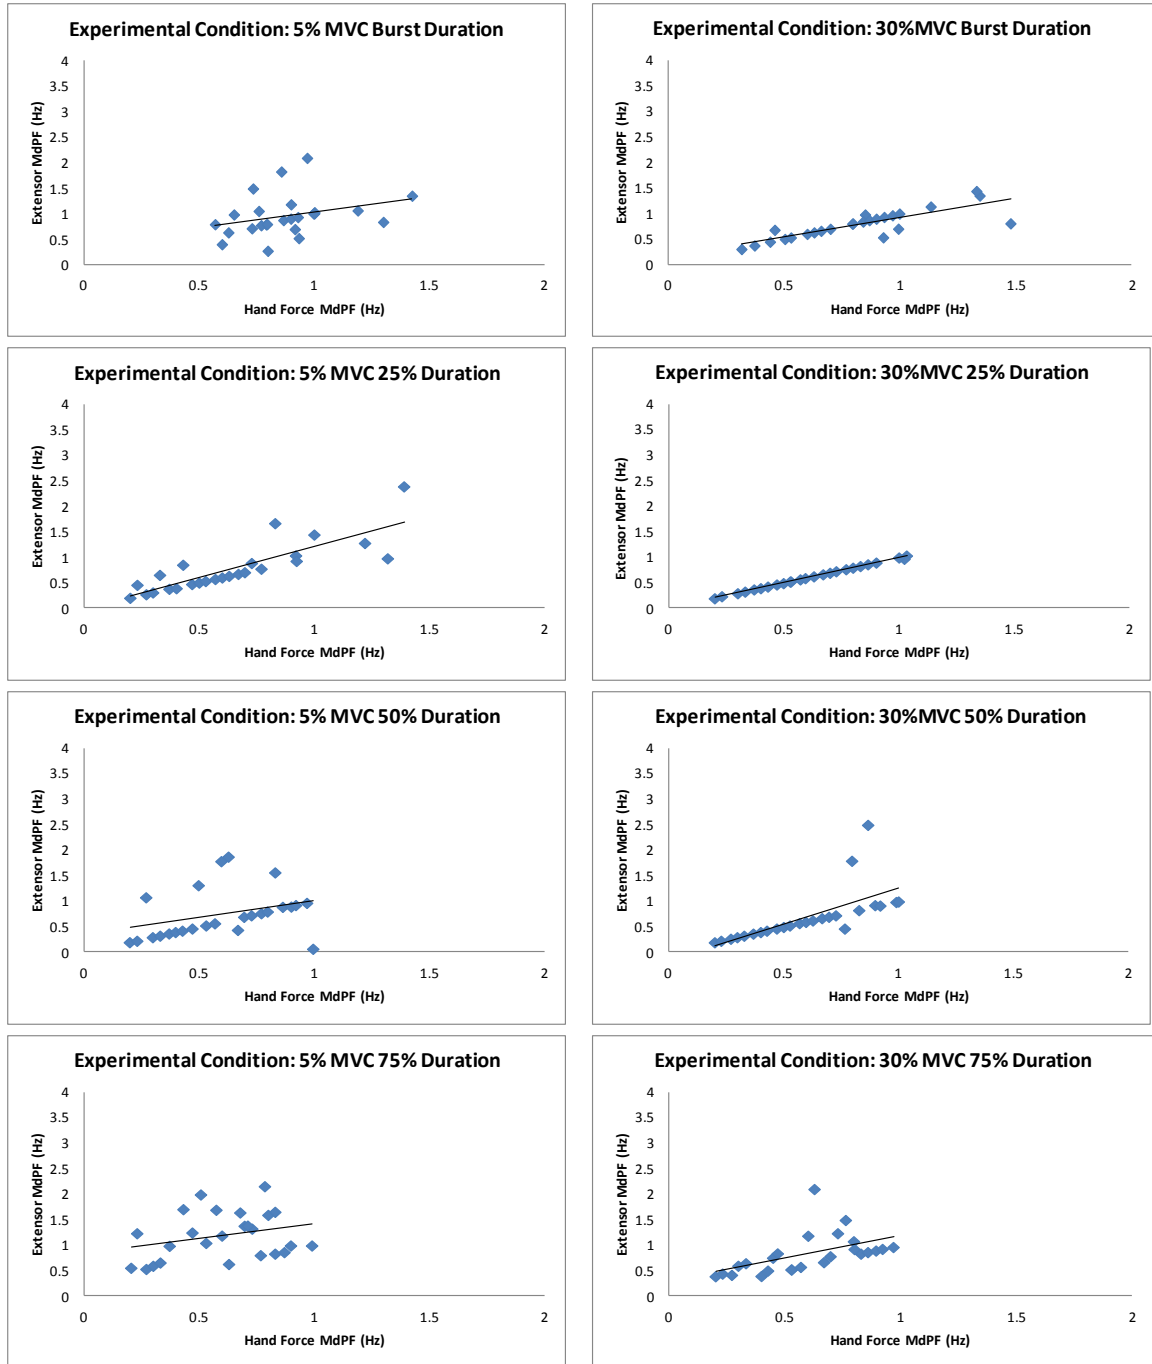 Experimental Condition: 5% MVC Burst Duration
Extensor MdPF (Hz)
4
3.5
3
2.5
2
1.5
1
0.5
0
0 0.5 1 1.5 2
Hand Force MdPF (Hz)
Experimental Condition: 30%MVC Burst Duration
Extensor MdPF (Hz)
4
3.5
3
2.5
2
1.5
1
0.5
0
0 0.5 1 1.5 2
Hand Force MdPF (Hz)
Experimental Condition: 5% MVC 25% Duration
Extensor MdPF (Hz)
4
3.5
3
2.5
2
1.5
1
0.5
0
0 0.5 1 1.5 2
Hand Force MdPF (Hz)
Experimental Condition: 30%MVC 25% Duration
Extensor MdPF (Hz)
4
3.5
3
2.5
2
1.5
1
0.5
0
0 0.5 1 1.5 2
Hand Force MdPF (Hz)
Experimental Condition: 5% MVC 50% Duration
Extensor MdPF (Hz)
4
3.5
3
2.5
2
1.5
1
0.5
0
0 0.5 1 1.5 2
Hand Force MdPF (Hz)
Experimental Condition: 30%MVC 50% Duration
Extensor MdPF (Hz)
4
3.5
3
2.5
2
1.5
1
0.5
0
0 0.5 1 1.5 2
Hand Force MdPF (Hz)
Experimental Condition: 5% MVC 75% Duration
Extensor MdPF (Hz)
4
3.5
3
2.5
2
1.5
1
0.5
0
0 0.5 1 1.5 2
Hand Force MdPF (Hz)
Experimental Condition: 30% MVC 75% Duration
Extensor MdPF (Hz)
4
3.5
3
2.5
2
1.5
1
0.5
0
0 0.5 1 1.5 2
Hand Force MdPF (Hz)